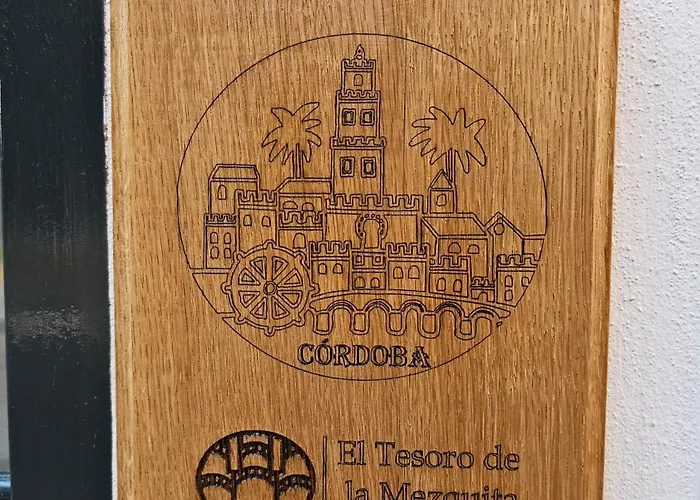 CÓRDOBA
El Tesoro de
la Mezquita